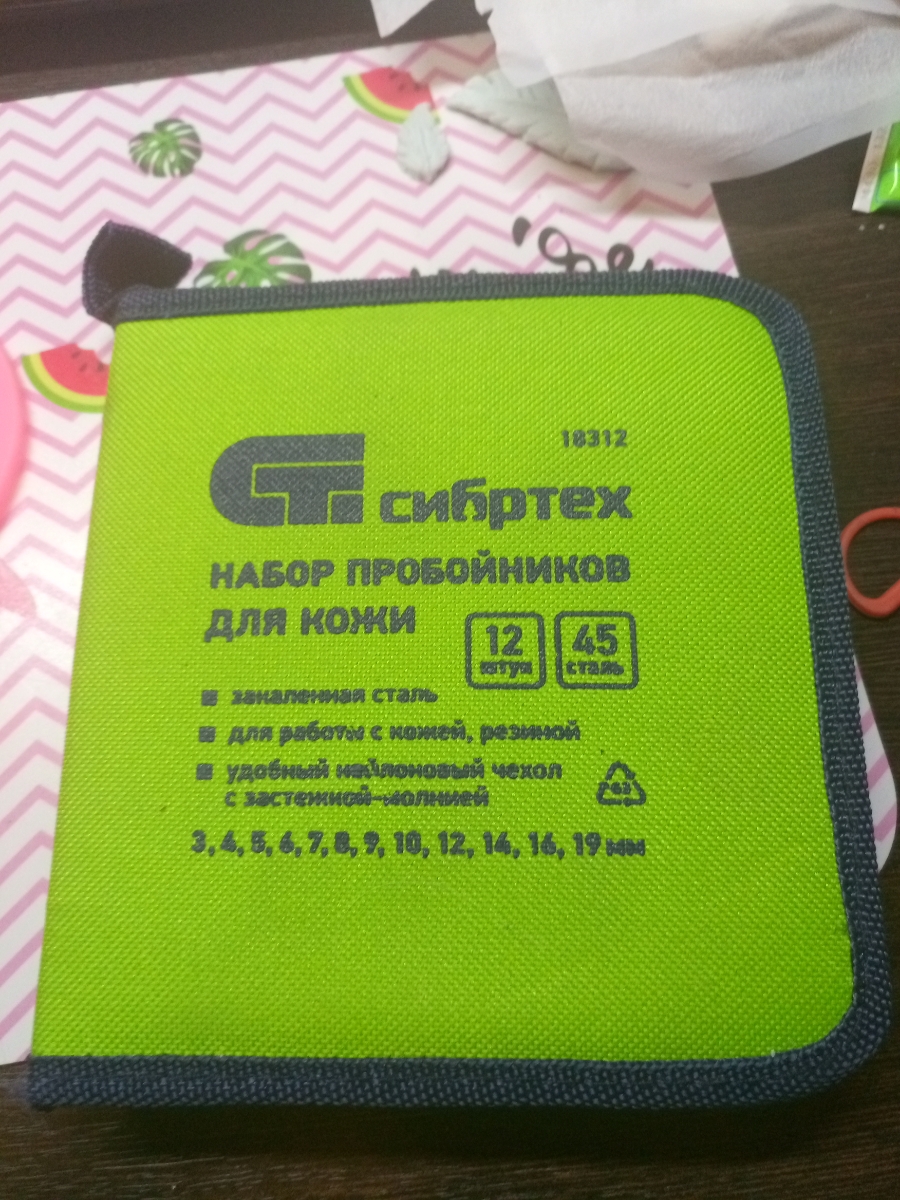 18312
СТ сибртех
НАБОР ПРОБОЙНИКОВ
ДЛЯ КОЖИ
12 штук
45 сталь
закаленная сталь
для работы с кожей, резиной
удобный нейлоновый чехол
с застежкой-молнией
3, 4, 5, 6, 7, 8, 9, 10, 12, 14, 16, 19 мм